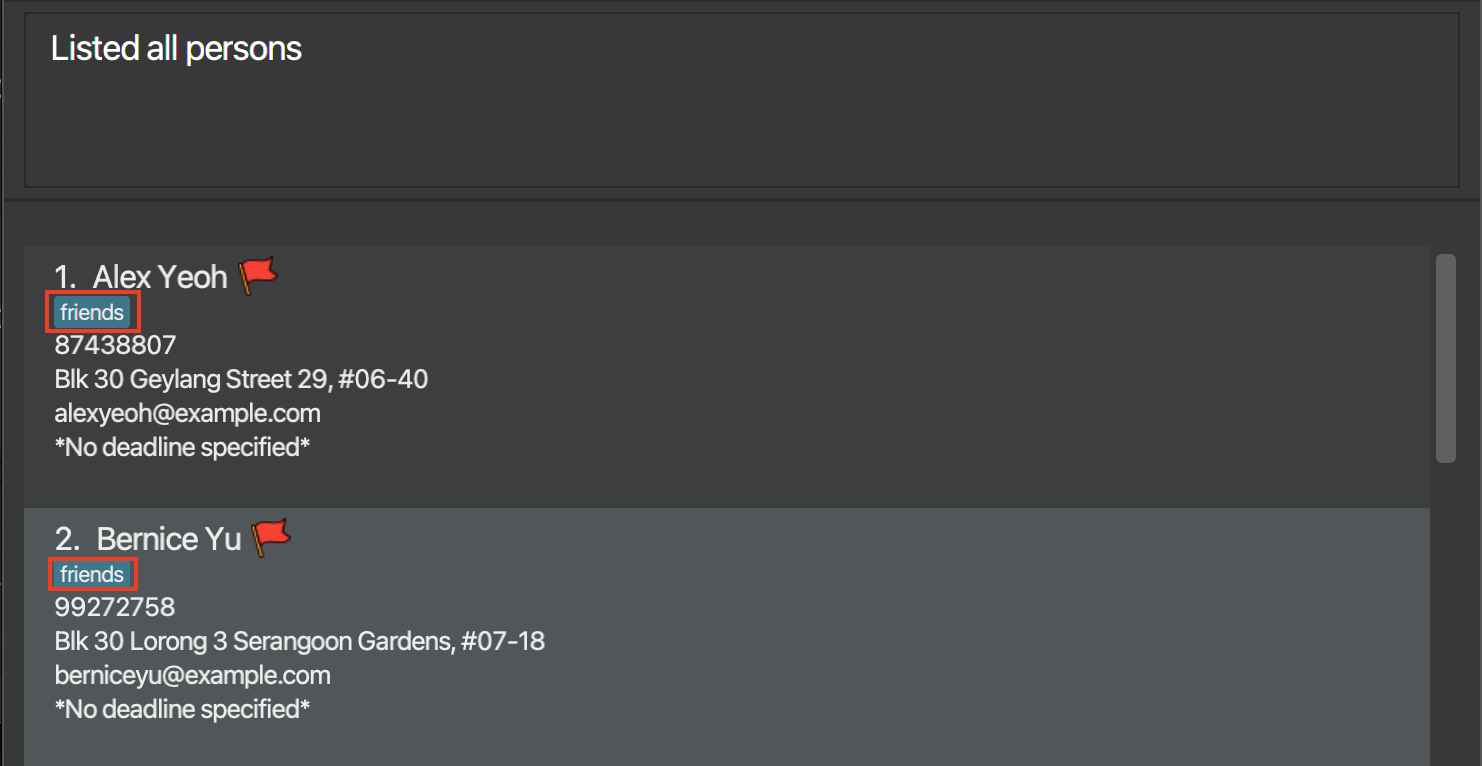 Listed all persons
1. Alex Yeoh
friends
87438807
Blk 30 Geylang Street 29, #06-40
alexyeoh@example.com
*No deadline specified*
2. Bernice Yu
friends
99272758
Blk 30 Lorong 3 Serangoon Gardens, #07-18
berniceyu@example.com
*No deadline specified*